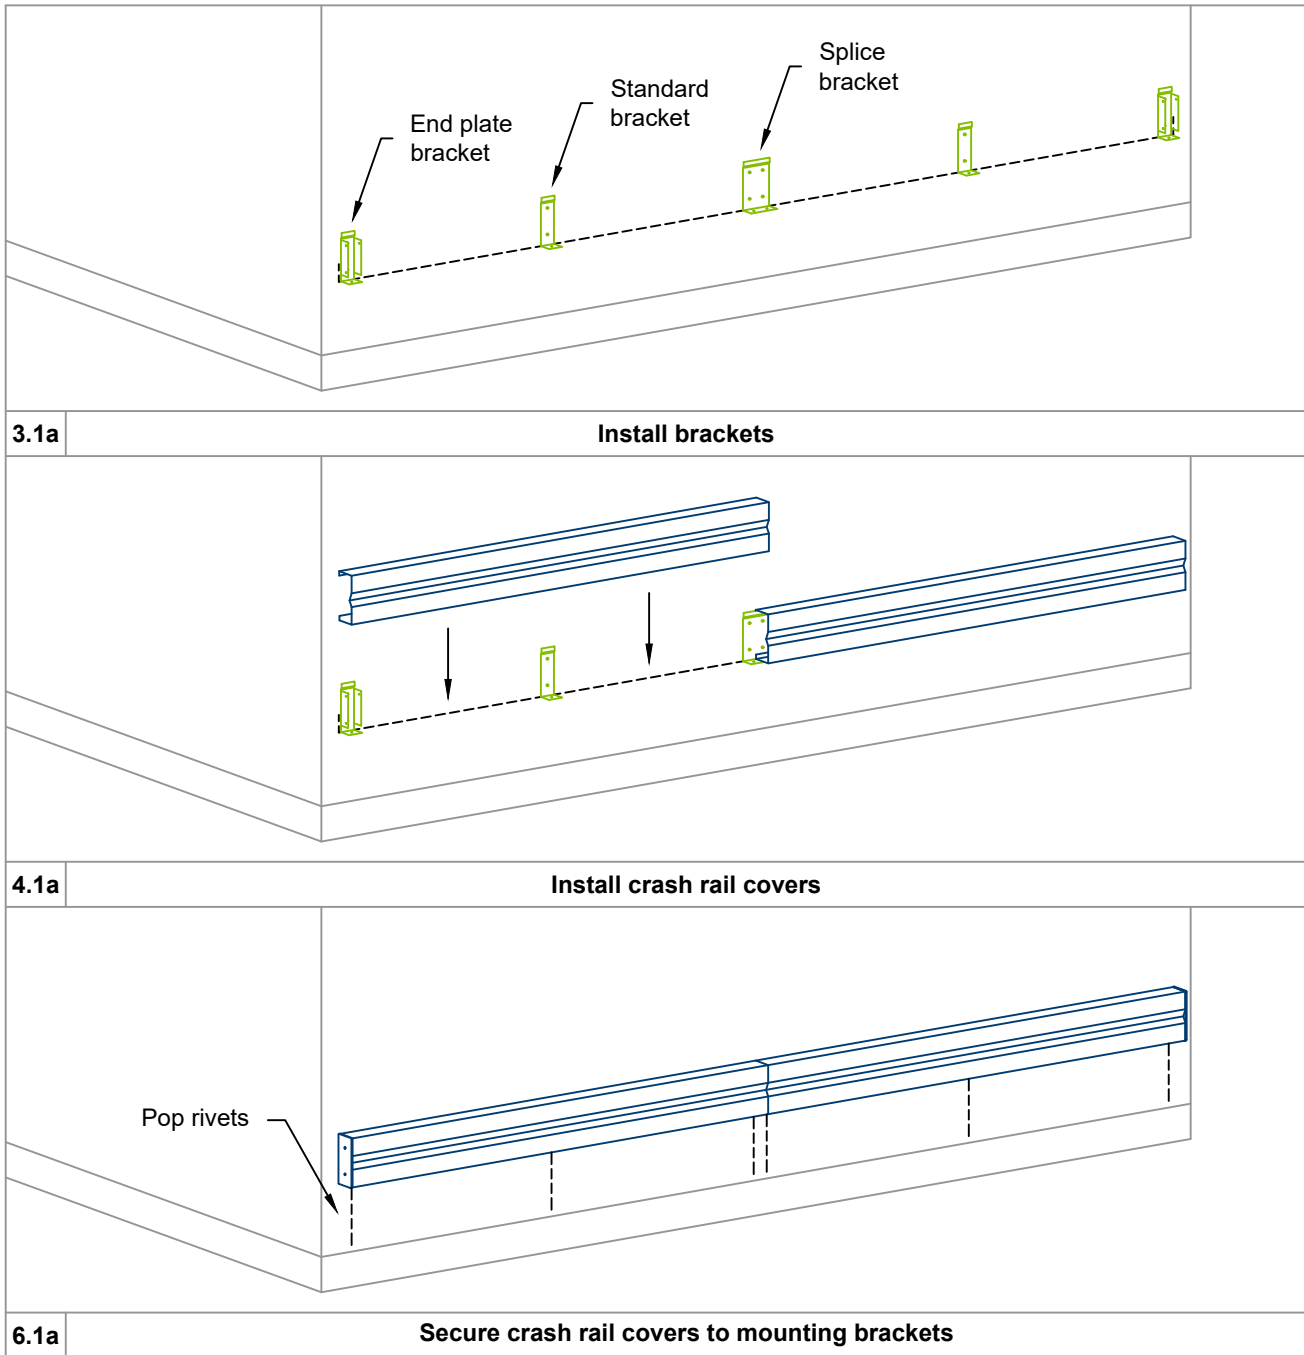 Splice
bracket
Standard
bracket
End plate
bracket
3.1a
Install brackets
4.1a
Install crash rail covers
Pop rivets
6.1a
Secure crash rail covers to mounting brackets